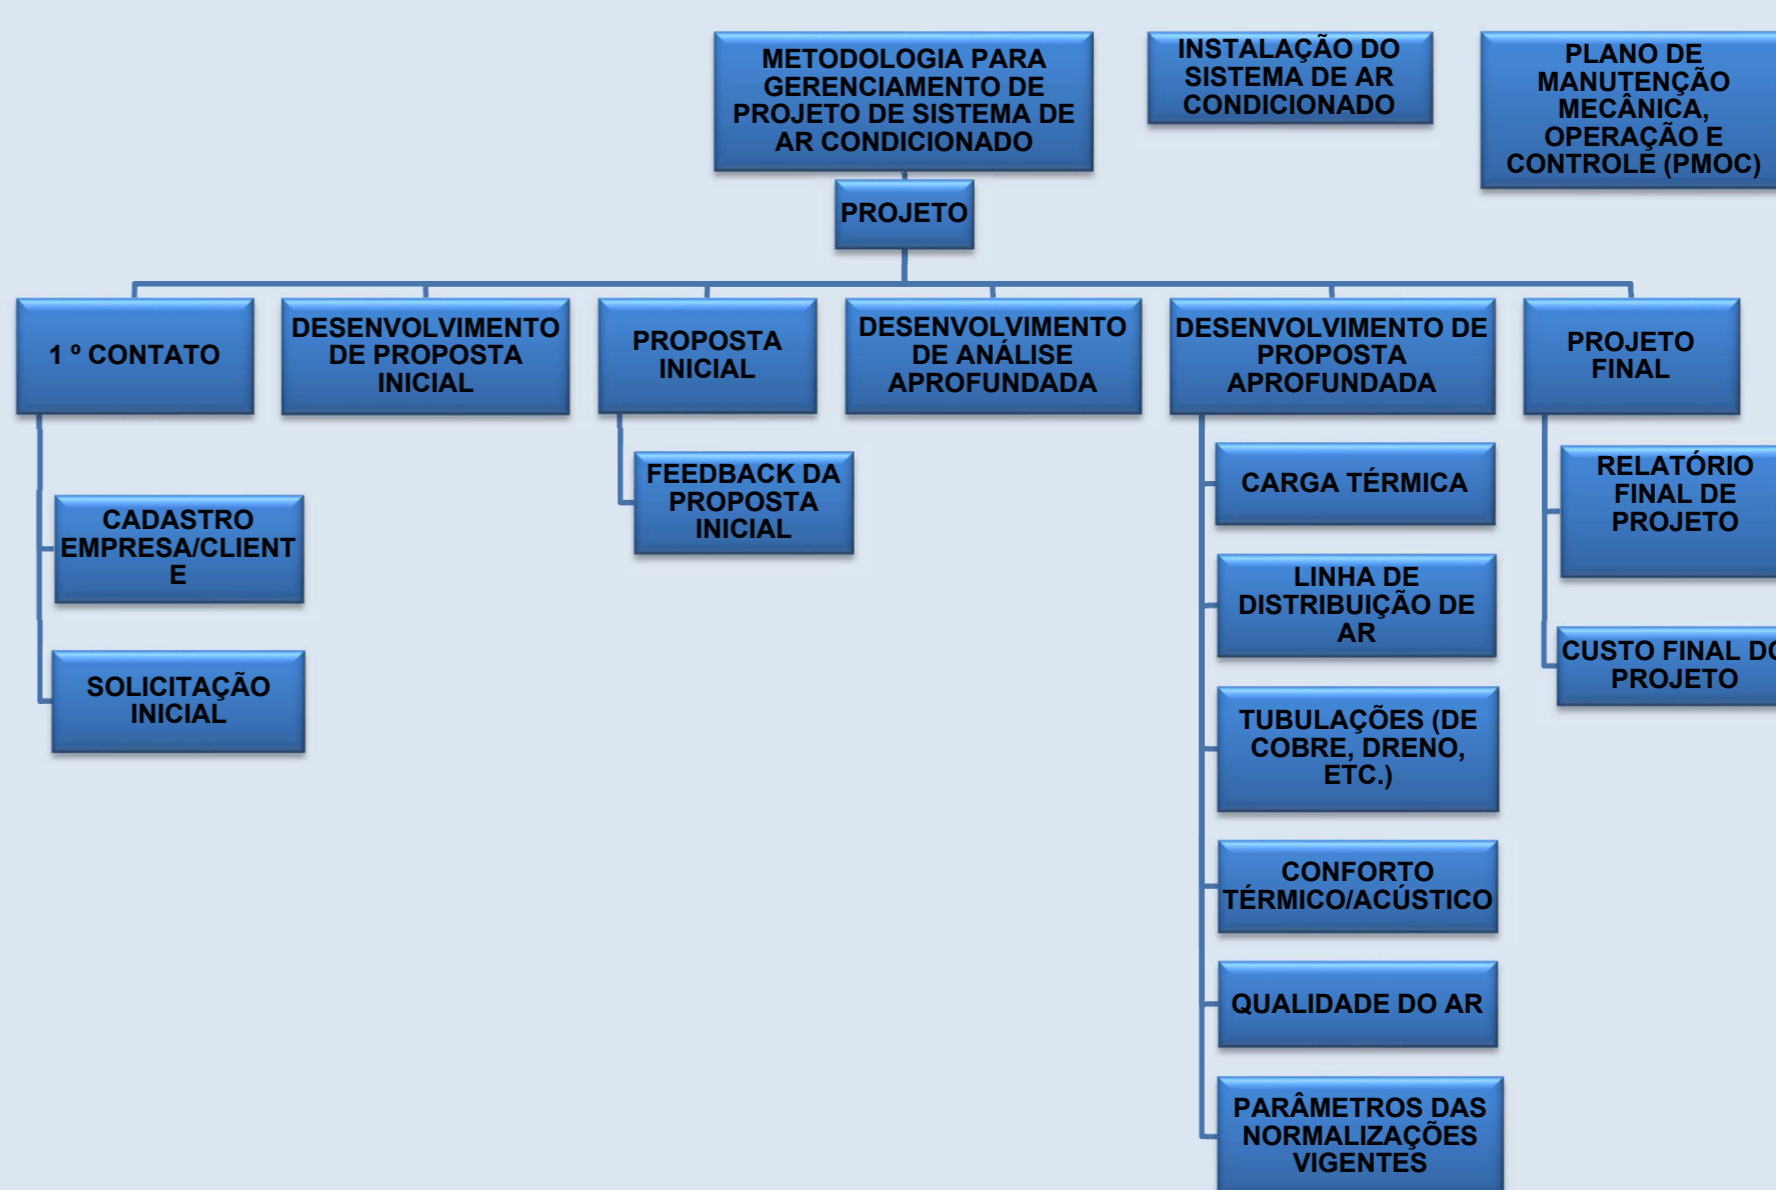 METODOLOGIA PARA
GERENCIAMENTO DE
PROJETO DE SISTEMA DE
AR CONDICIONADO
INSTALAÇÃO DO
SISTEMA DE AR
CONDICIONADO
PLANO DE
MANUTENÇÃO
MECÂNICA,
OPERAÇÃO E
CONTROLE (PMOC)
PROJETO
1 º CONTATO
DESENVOLVIMENTO
DE PROPOSTA
INICIAL
PROPOSTA
INICIAL
DESENVOLVIMENTO
DE ANÁLISE
APROFUNDADA
DESENVOLVIMENTO DE
PROPOSTA
APROFUNDADA
PROJETO
FINAL
CADASTRO
EMPRESA/CLIENT
E
SOLICITAÇÃO
INICIAL
FEEDBACK DA
PROPOSTA
INICIAL
CARGA TÉRMICA
LINHA DE
DISTRIBUIÇÃO DE
AR
TUBULAÇÕES (DE
COBRE, DRENO,
ETC.)
CONFORTO
TÉRMICO/ACÚSTICO
QUALIDADE DO AR
PARÂMETROS DAS
NORMALIZAÇÕES
VIGENTES
RELATÓRIO
FINAL DE
PROJETO
CUSTO FINAL DO
PROJETO